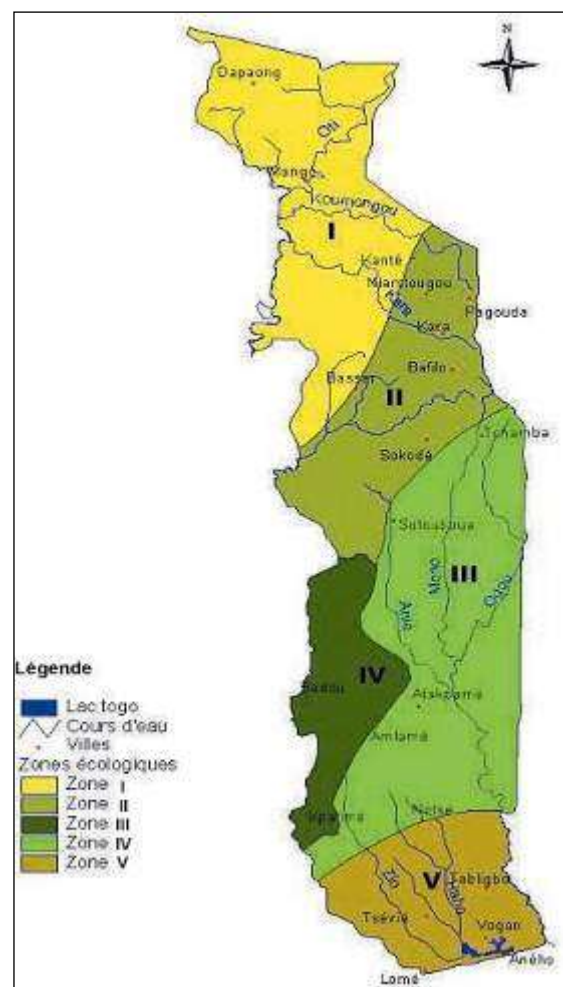 N
Dapaong
Oti
Mango
Koumongou
I
Kanté
Niamtougou
Kara
Pagouda
Kara
Bafilo
Bassar
II
Tchamba
Sokodé
Sotouboua
Mono
III
Ogou
Anié
Badou
IV
Atakpamé
Amlamé
Kpalimé
Notsé
V
Tabligbo
Zio
Haho
Tsévié
Vogan
Aného
Lomé
Légende
Lac togo
Cours d'eau
Villes
Zones écologiques
Zone I
Zone II
Zone III
Zone IV
Zone V